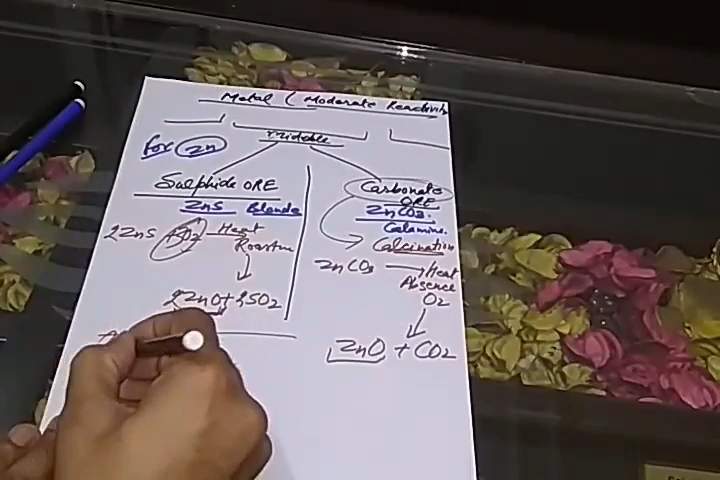 Metal ( Moderate Reactivity
Middle
For Zn
Sulphide ORE
ZnS Blende
2ZnS + 3O2 Heat
Roasting
2ZnO + 2SO2
Carbonate
ORE
ZnCO3.
Calamine.
Calcination
ZnCO3 Heat
Absence
O2
ZnO + CO2